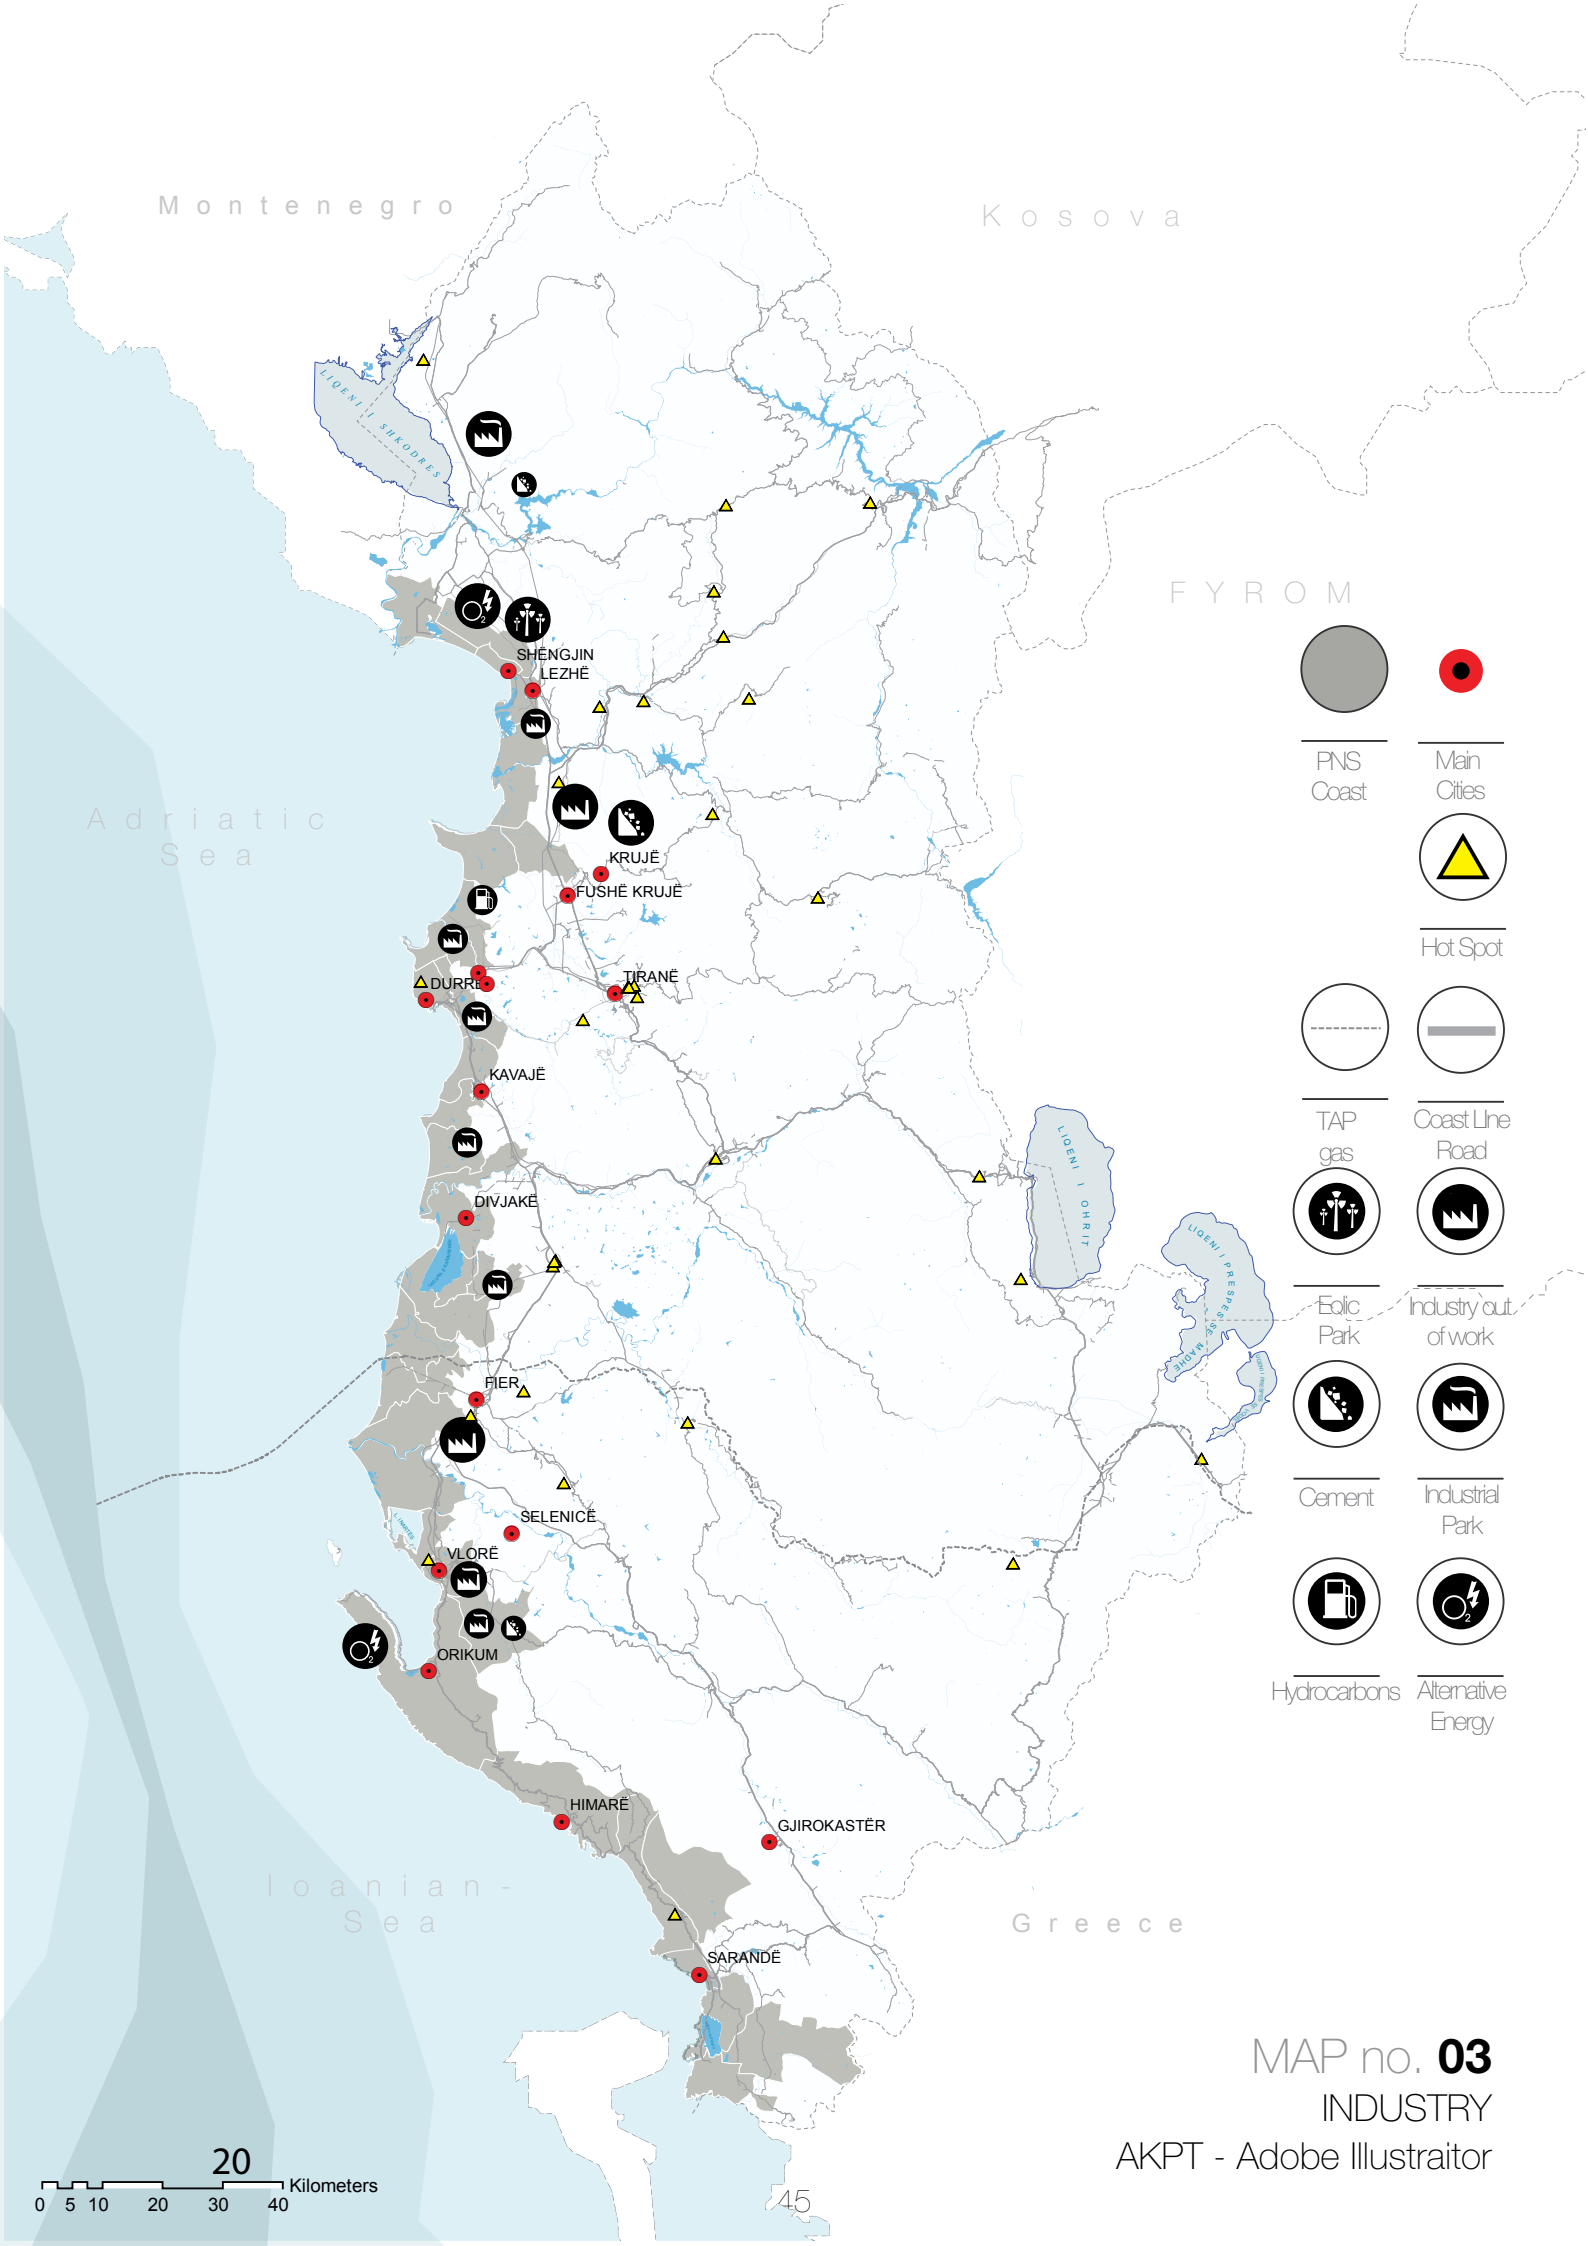 Montenegro
Kosova
LIQENI I SHKODRES
FYROM
SHËNGJIN
LEZHË
PNS
Coast
Main
Cities
Adriatic
Sea
KRUJË
FUSHË KRUJË
Hot Spot
TIRANË
DURRË
KAVAJË
TAP
gas
Coast LIne
Road
LIQENI I OHRIT
DIVJAKË
LIQENI I PRESPES SE MADHE
Eolic
Park
Industry out
of work
FIER
Cement
Industrial
Park
SELENICË
VLORË
ORIKUM
Hydrocarbons
Alternative
Energy
HIMARË
GJIROKASTËR
Ioanian-
Sea
Greece
SARANDË
MAP no. 03
INDUSTRY
AKPT - Adobe Illustraitor
20
Kilometers
0 5 10 20 30 40
45